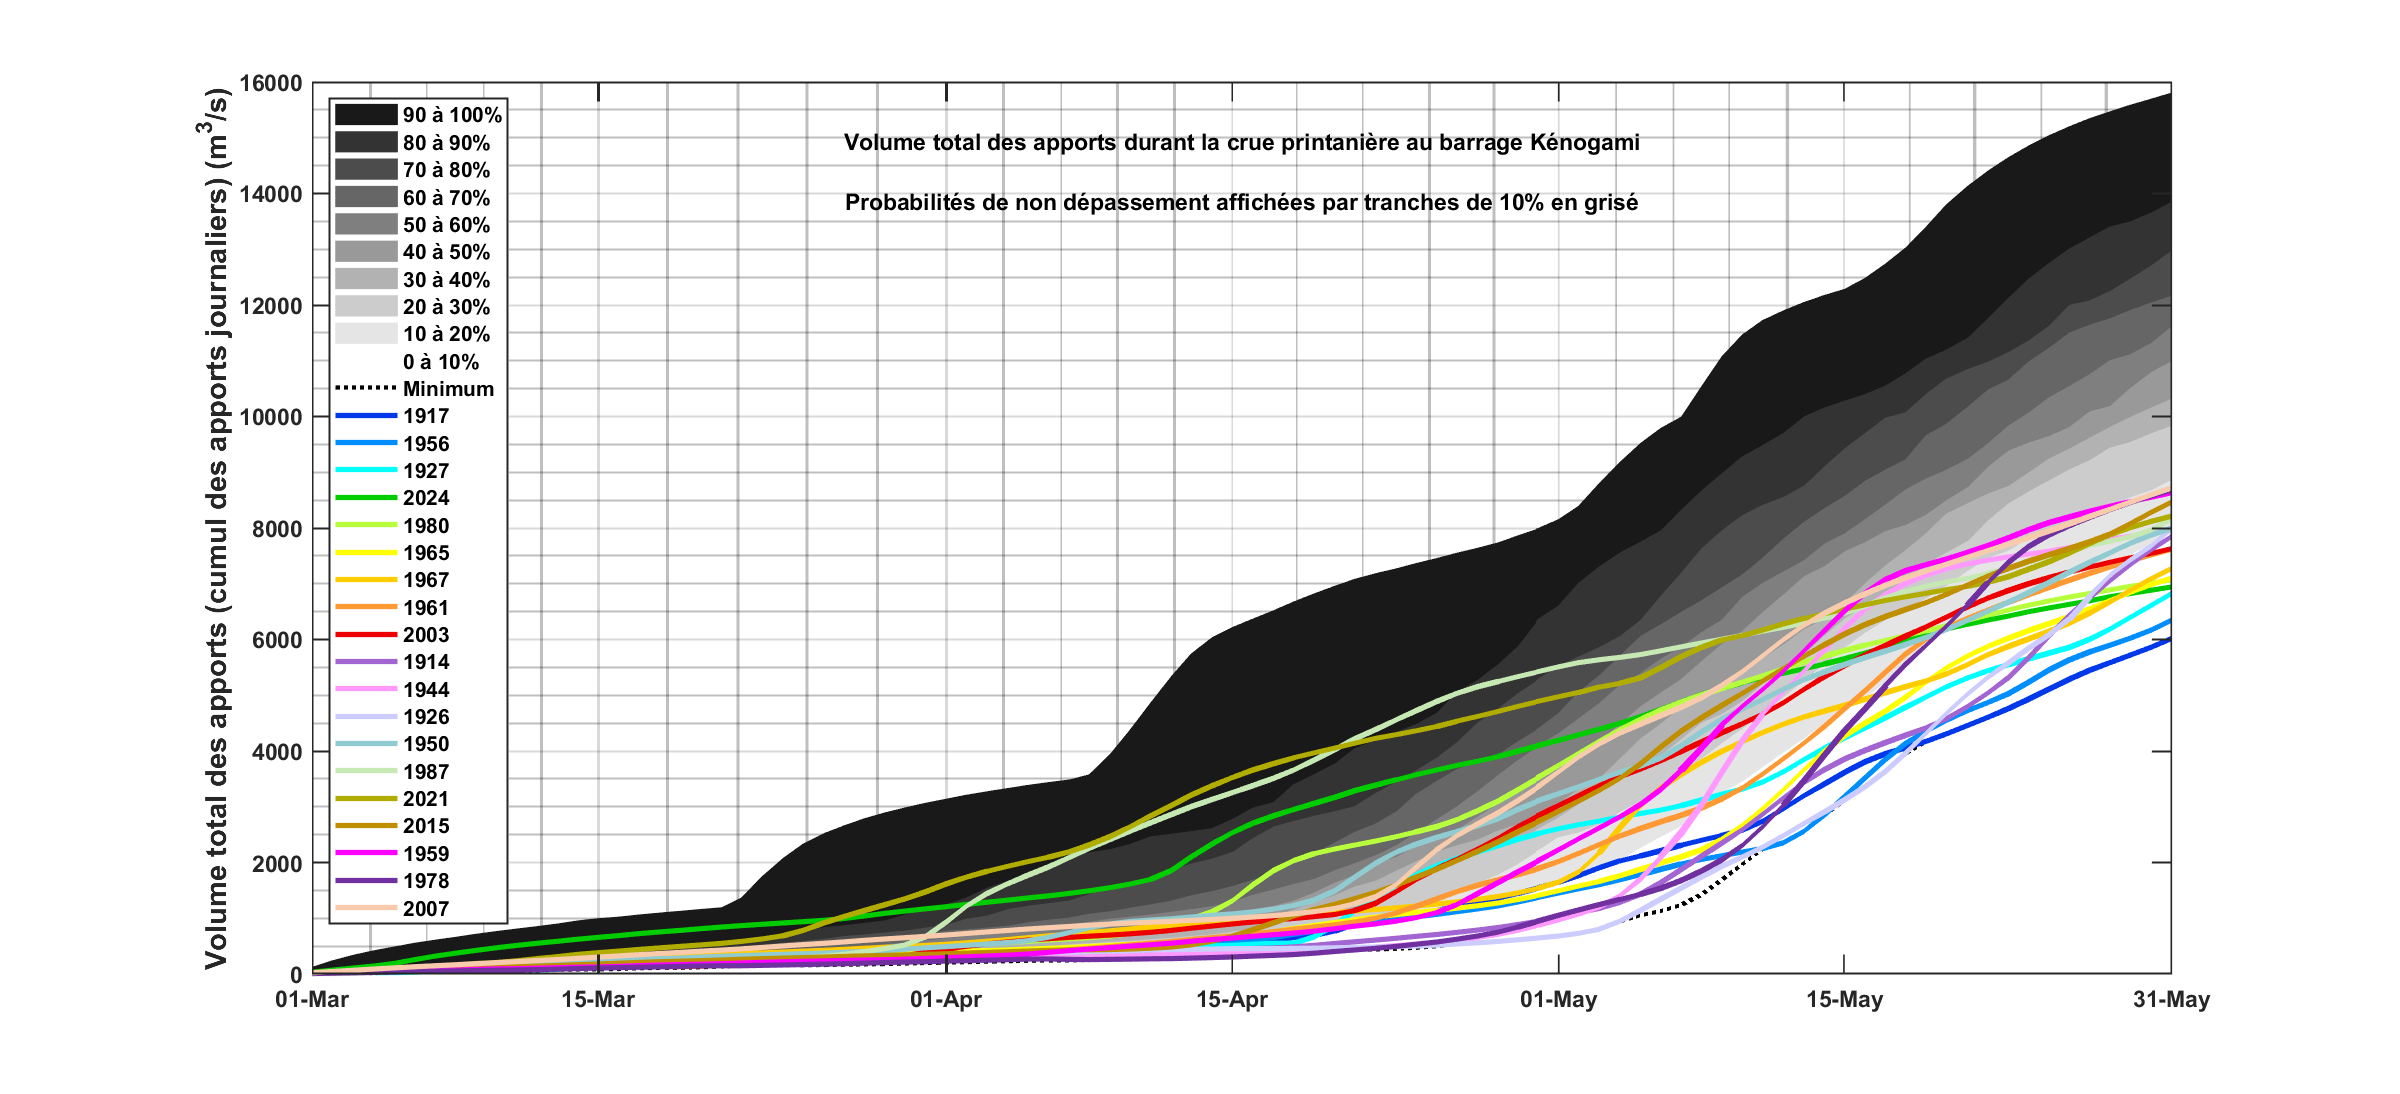 Volume total des apports durant la crue printanière au barrage Kénogami
Probabilités de non dépassement affichées par tranches de 10% en grisé
Volume total des apports (cumul des apports journaliers) (m³/s)
16000
14000
12000
10000
8000
6000
4000
2000
0
90 à 100%
80 à 90%
70 à 80%
60 à 70%
50 à 60%
40 à 50%
30 à 40%
20 à 30%
10 à 20%
0 à 10%
Minimum
1917
1956
1927
2024
1980
1965
1967
1961
2003
1914
1944
1926
1950
1987
2021
2015
1959
1978
2007
01-Mar 15-Mar 01-Apr 15-Apr 01-May 15-May 31-May